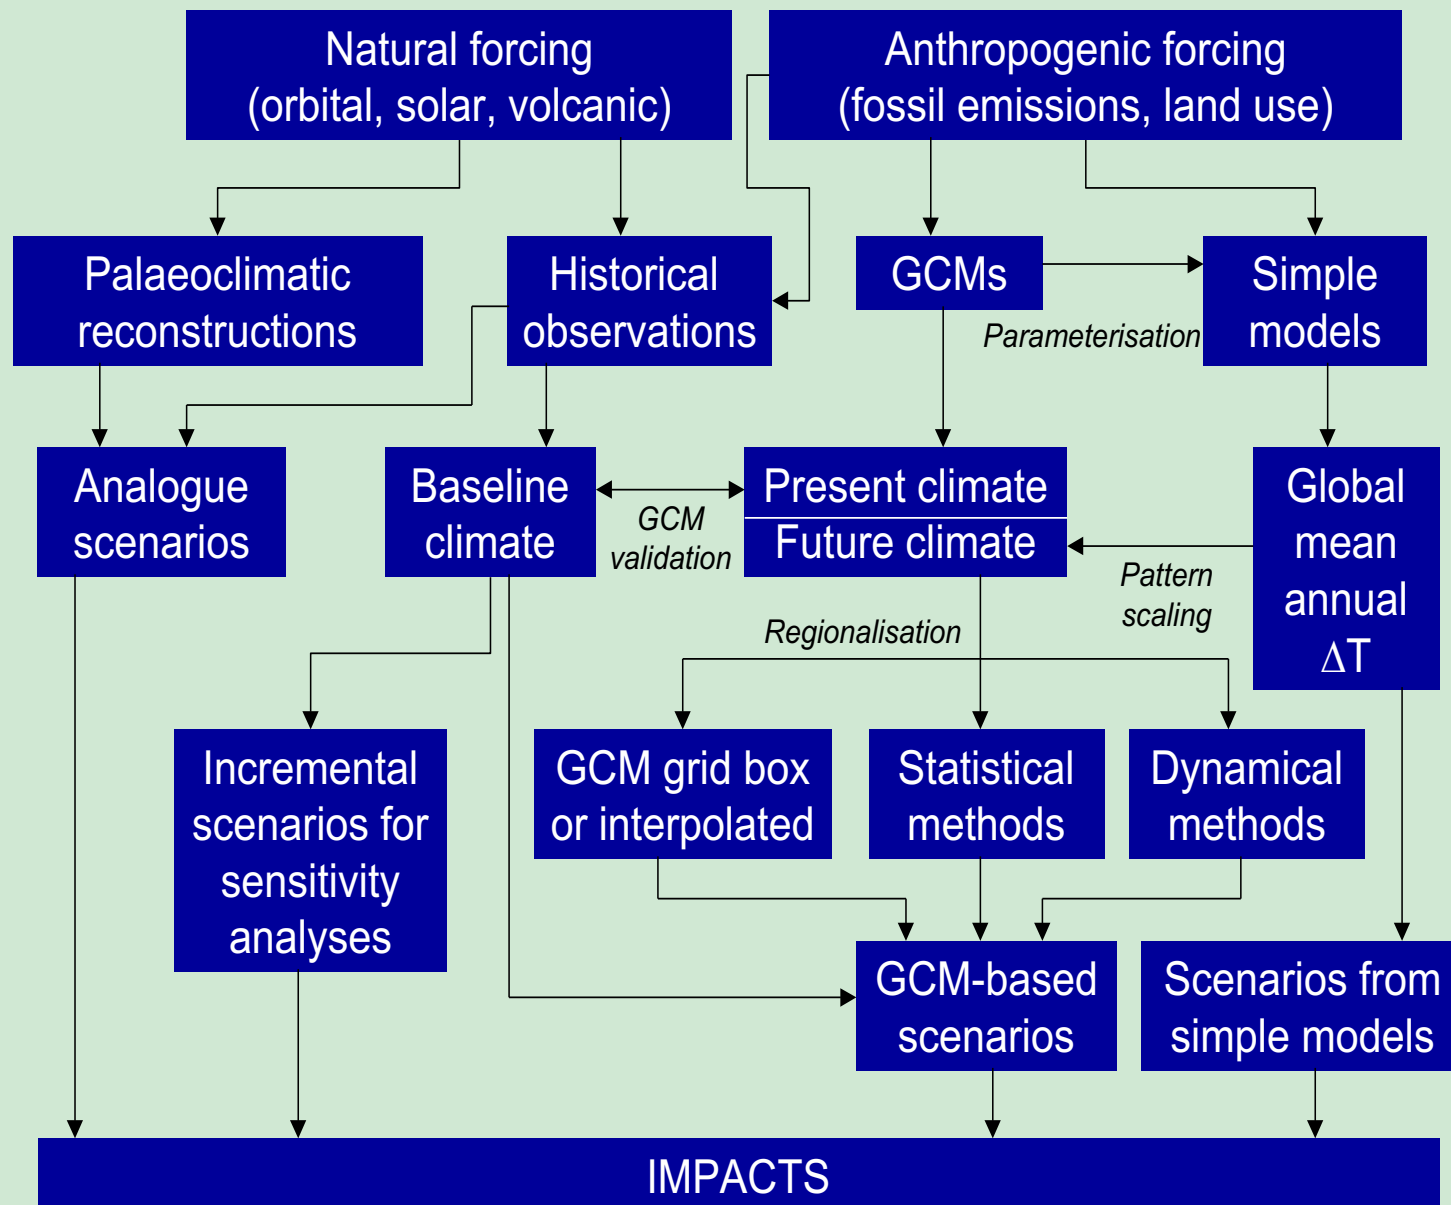 Natural forcing
(orbital, solar, volcanic)
Anthropogenic forcing
(fossil emissions, land use)
Palaeoclimatic
reconstructions
Historical
observations
GCMs
Parameterisation
Simple
models
Analogue
scenarios
Baseline
climate
GCM
validation
Present climate
Future climate
Pattern
scaling
Global
mean
annual
ΔT
Regionalisation
Incremental
scenarios for
sensitivity
analyses
GCM grid box
or interpolated
Statistical
methods
Dynamical
methods
GCM-based
scenarios
Scenarios from
simple models
IMPACTS